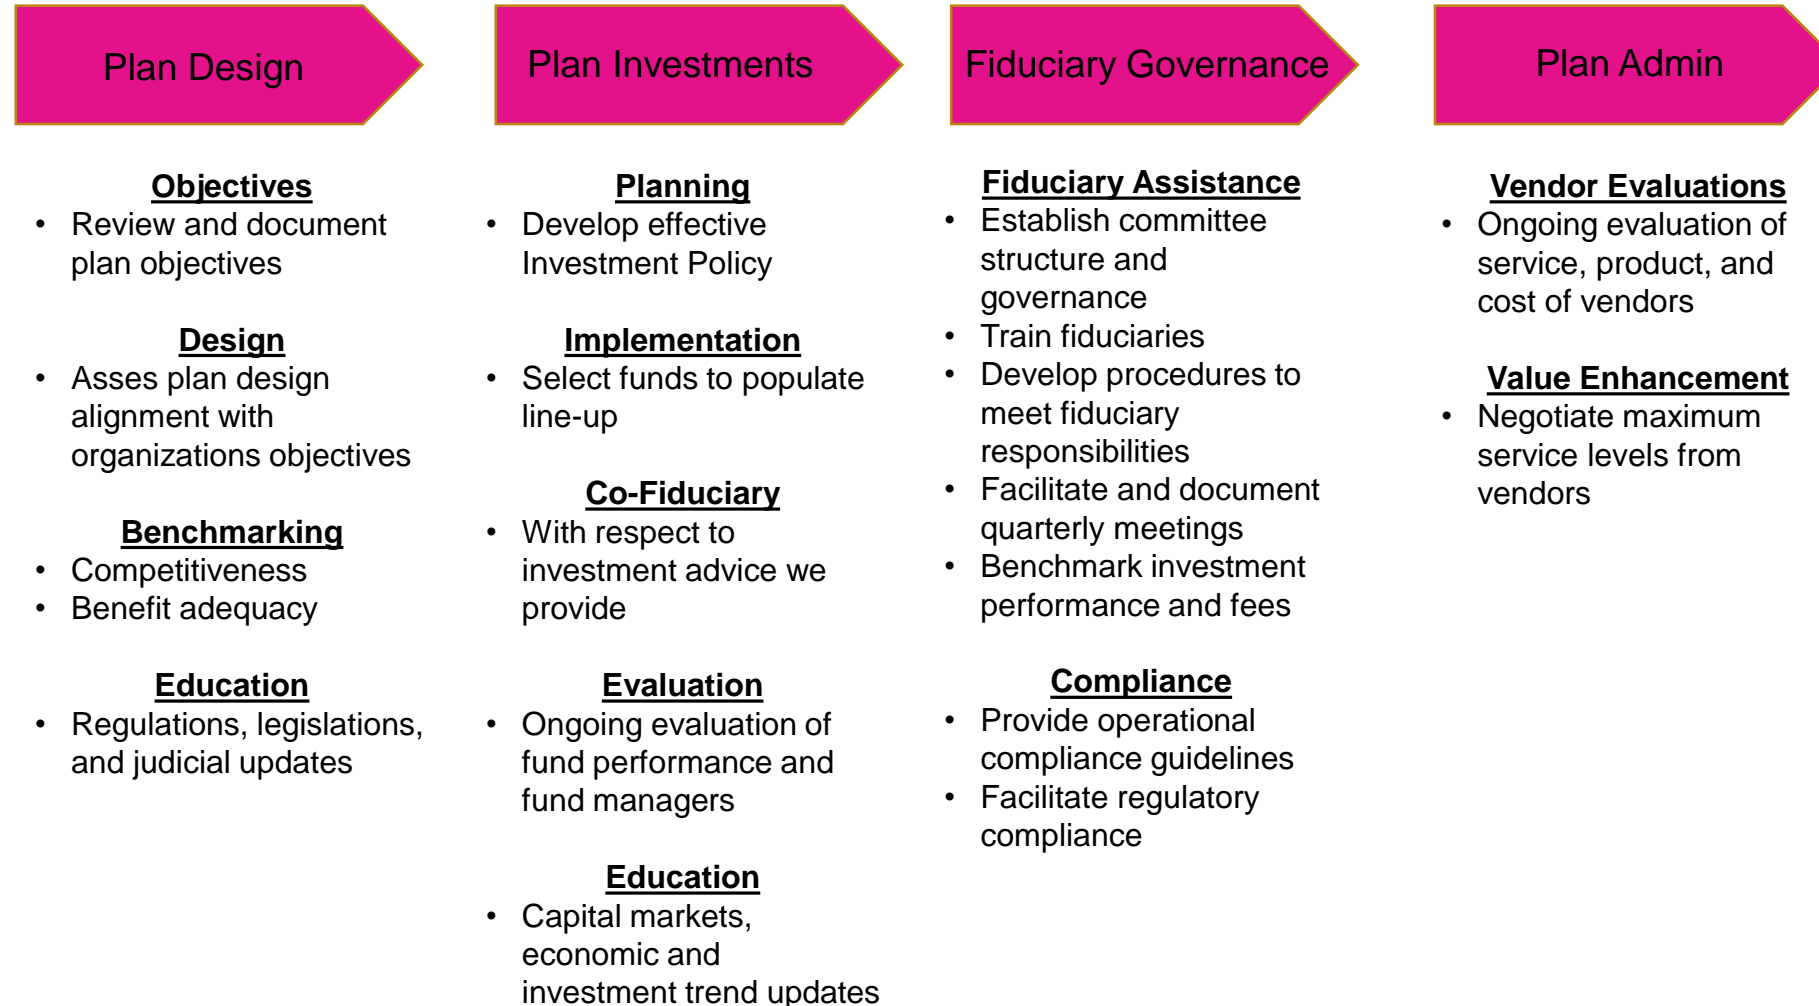 Plan Design
Objectives
• Review and document
plan objectives
Design
• Asses plan design
alignment with
organizations objectives
Benchmarking
• Competitiveness
• Benefit adequacy
Education
• Regulations, legislations,
and judicial updates
Plan Investments
Planning
• Develop effective
Investment Policy
Implementation
• Select funds to populate
line-up
Co-Fiduciary
• With respect to
investment advice we
provide
Evaluation
• Ongoing evaluation of
fund performance and
fund managers
Education
• Capital markets,
economic and
investment trend updates
Fiduciary Governance
Fiduciary Assistance
• Establish committee
structure and
governance
• Train fiduciaries
• Develop procedures to
meet fiduciary
responsibilities
• Facilitate and document
quarterly meetings
• Benchmark investment
performance and fees
Compliance
• Provide operational
compliance guidelines
• Facilitate regulatory
compliance
Plan Admin
Vendor Evaluations
• Ongoing evaluation of
service, product, and
cost of vendors
Value Enhancement
• Negotiate maximum
service levels from
vendors